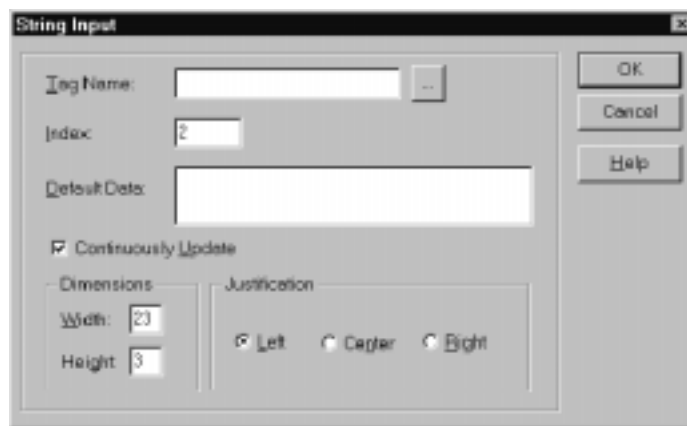 String Input
Tag Name:
...
OK
Index:
2
Cancel
Default Data:
Help
Continuously Update
Dimensions
Justification
Width:
23
Left
Center
Right
Height
3